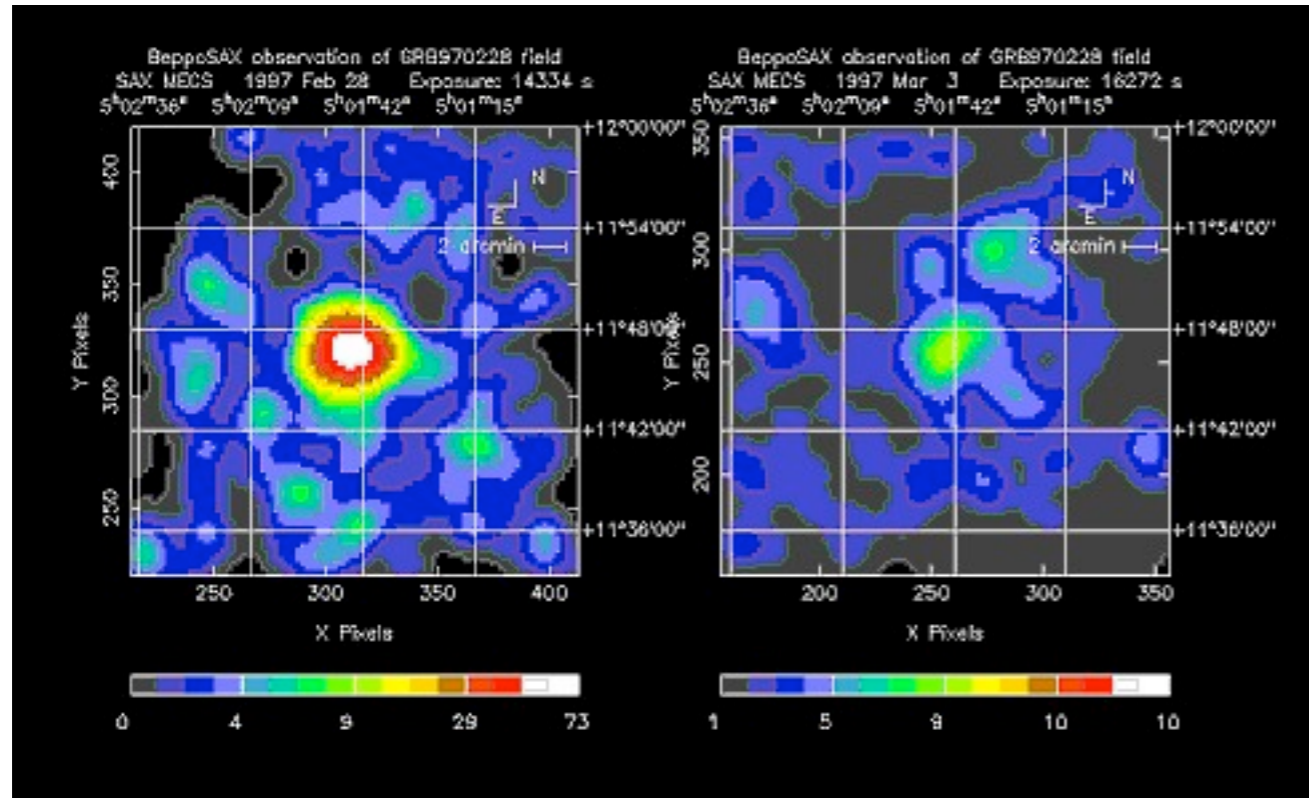 BeppoSAX observation of GRB970228 field
SAX MECS 1997 Feb 28 Exposure: 14334 s
5ʰ02ᵐ36ˢ 5ʰ02ᵐ09ˢ 5ʰ01ᵐ42ˢ 5ʰ01ᵐ15ˢ
+12°00'00"
N
E
2 arcmin
+11°54'00"
+11°48'00"
+11°42'00"
+11°36'00"
Y Pixels
400
350
300
250
250 300 350 400
X Pixels
0 4 9 29 73
BeppoSAX observation of GRB970228 field
SAX MECS 1997 Mar 3 Exposure: 16272 s
5ʰ02ᵐ36ˢ 5ʰ02ᵐ09ˢ 5ʰ01ᵐ42ˢ 5ʰ01ᵐ15ˢ
+12°00'00"
N
E
2 arcmin
+11°54'00"
+11°48'00"
+11°42'00"
+11°36'00"
Y Pixels
350
300
250
200
200 250 300 350
X Pixels
1 5 9 10 10